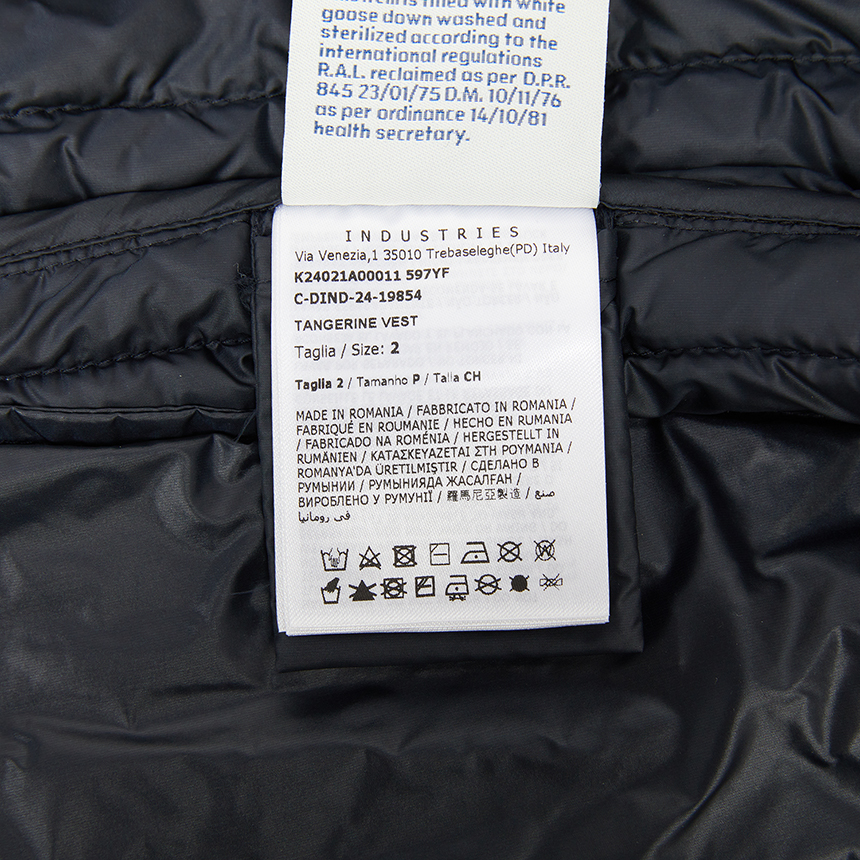 is filled with white
goose down washed and
sterilized according to the
international regulations
R.A.L. reclaimed as per D.P.R.
845 23/01/75 D.M. 10/11/76
as per ordinance 14/10/81
health secretary.
INDUSTRIES
Via Venezia,1 35010 Trebaseleghe(PD) Italy
K24021A00011 597YF
C-DIND-24-19854
TANGERINE VEST
Taglia / Size: 2
Taglia 2 / Tamanho P / Talla CH
MADE IN ROMANIA / FABBRICATO IN ROMANIA /
FABRIQUÉ EN ROUMANIE / HECHO EN RUMANIA
/ FABRICADO NA ROMÉNIA / HERGESTELLT IN
RUMÄNIEN / ΚΑΤΑΣΚΕΥΑΖΕΤΑΙ ΣΤΗ ΡΟΥΜΑΝΙΑ /
ROMANYA'DA ÜRETILMIŞTIR / СДЕЛАНО В
РУМЫНИИ / РУМЫНИЯДА ЖАСАЛҒАН /
ВИРОБЛЕНО У РУМУНІЇ / 羅馬尼亞製造 / صنع
في رومانيا